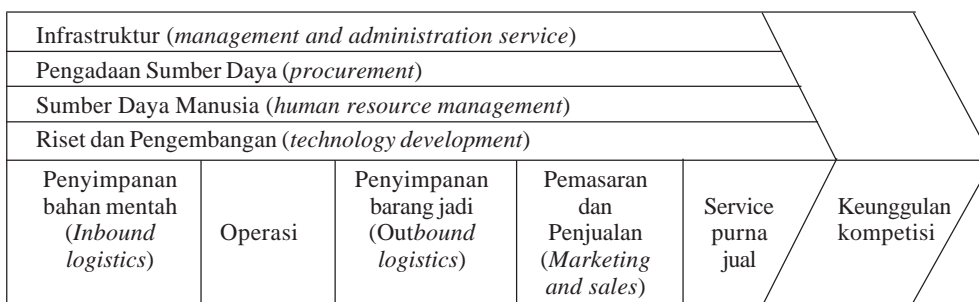 Infrastruktur (management and administration service)
Pengadaan Sumber Daya (procurement)
Sumber Daya Manusia (human resource management)
Riset dan Pengembangan (technology development)
Penyimpanan
bahan mentah
(Inbound
logistics)
Operasi
Penyimpanan
barang jadi
(Outbound
logistics)
Pemasaran
dan
Penjualan
(Marketing
and sales)
Service
purna
jual
Keunggulan
kompetisi